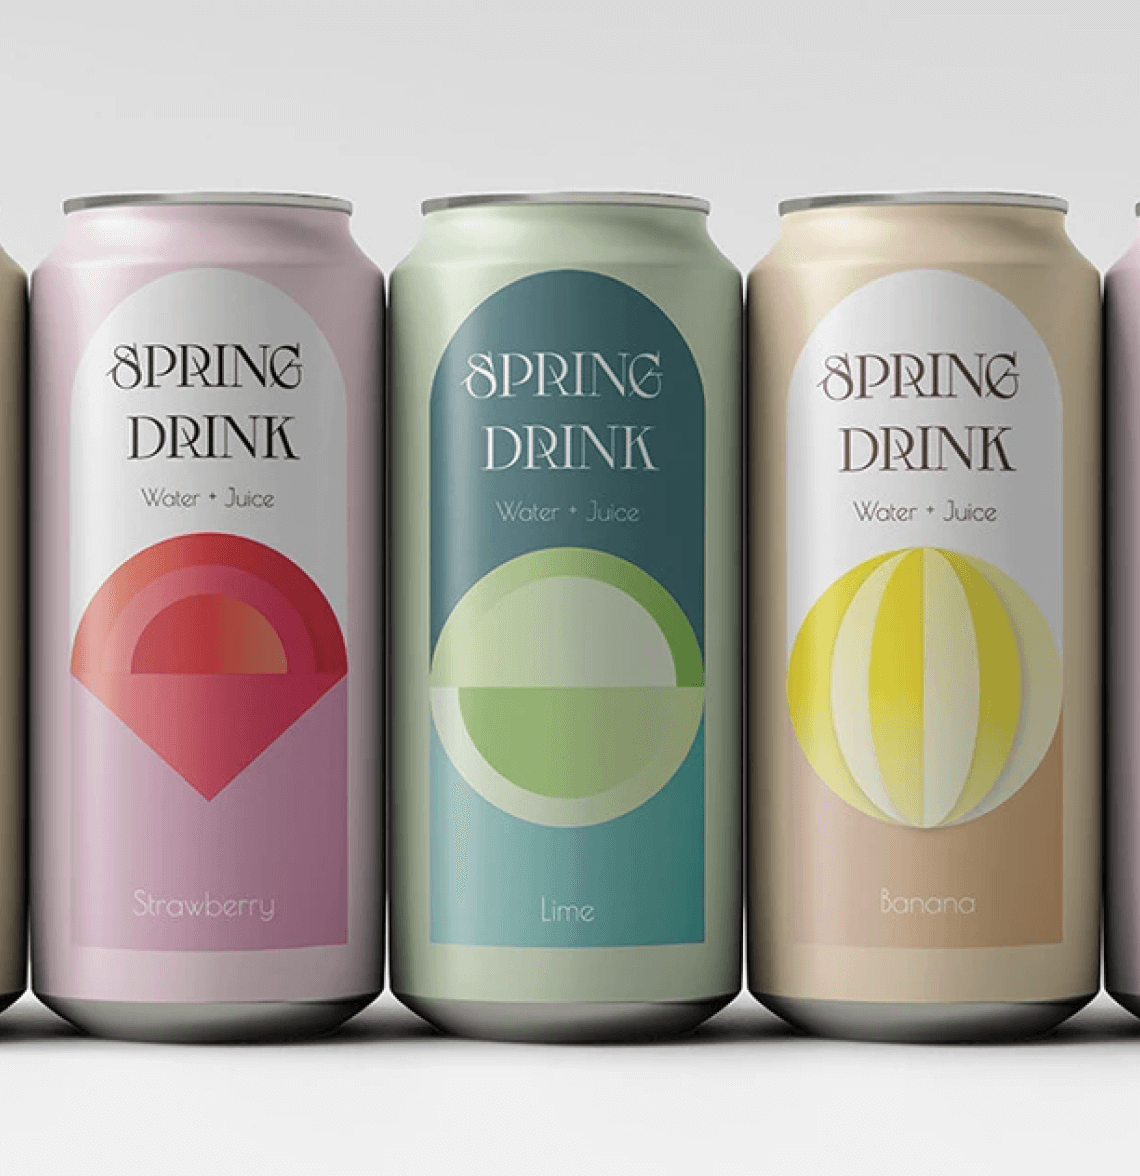 SPRING
DRINK
Water + Juice
Strawberry
SPRING
DRINK
Water + Juice
Lime
SPRING
DRINK
Water + Juice
Banana